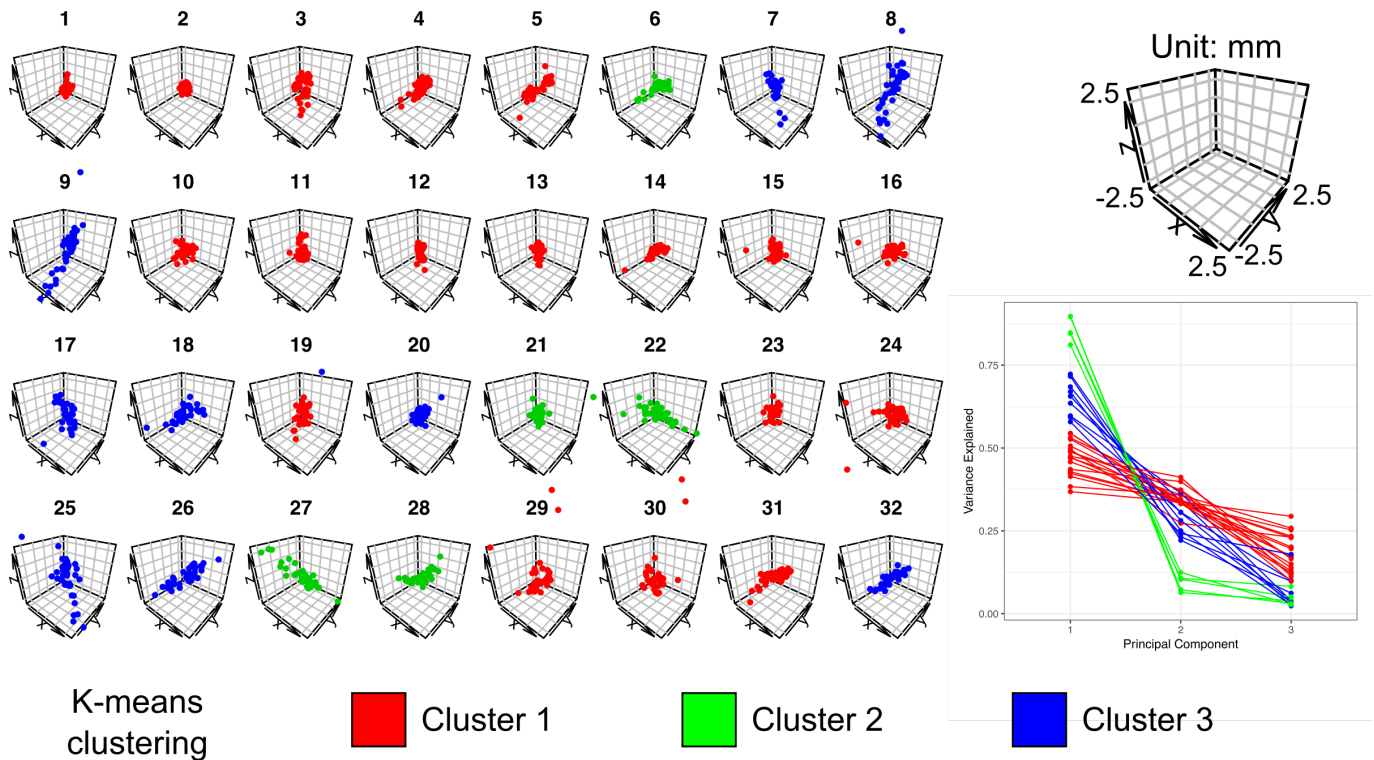 1 2 3 4 5 6 7 8
Z X Y Z X Y Z X Y Z X Y Z X Y Z X Y Z X Y Z X Y
9 10 11 12 13 14 15 16
Z X Y Z X Y Z X Y Z X Y Z X Y Z X Y Z X Y Z X Y
17 18 19 20 21 22 23 24
Z X Y Z X Y Z X Y Z X Y Z X Y Z X Y Z X Y Z X Y
25 26 27 28 29 30 31 32
Z X Y Z X Y Z X Y Z X Y Z X Y Z X Y Z X Y Z X Y
Unit: mm
2.5
Z
-2.5 2.5
X Y
2.5 -2.5
Variance Explained
0.75
0.50
0.25
0.00
1 2 3
Principal Component
K-means
clustering
Cluster 1
Cluster 2
Cluster 3